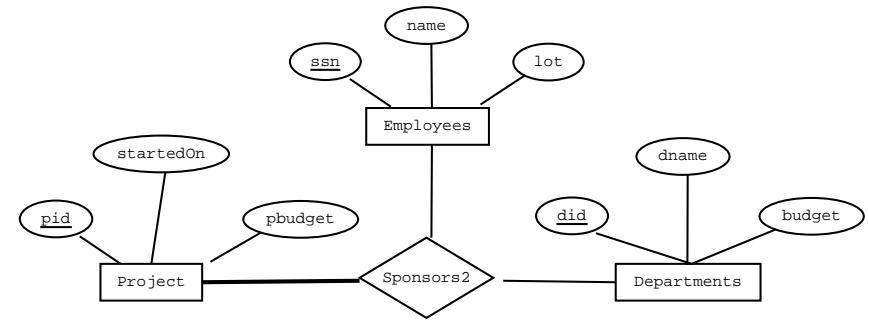 name
ssn
lot
Employees
startedOn
dname
pid
pbudget
did
budget
Project
Sponsors2
Departments